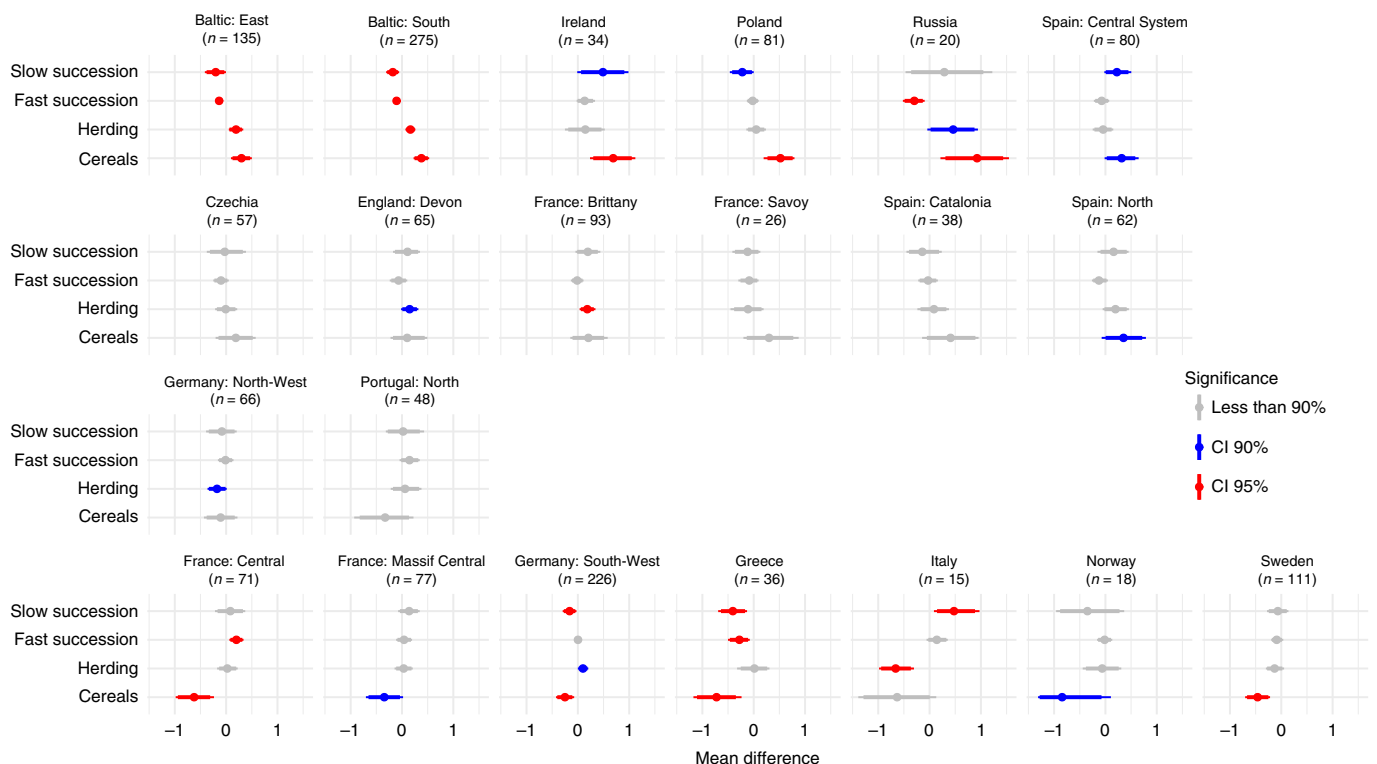 Baltic: East Baltic: South Ireland Poland Russia Spain: Central System
(n = 135) (n = 275) (n = 34) (n = 81) (n = 20) (n = 80)
Slow succession
Fast succession
Herding
Cereals
Czechia England: Devon France: Brittany France: Savoy Spain: Catalonia Spain: North
(n = 57) (n = 65) (n = 93) (n = 26) (n = 38) (n = 62)
Slow succession
Fast succession
Herding
Cereals
Germany: North-West Portugal: North
(n = 66) (n = 48)
Slow succession
Fast succession
Herding
Cereals
Significance
Less than 90%
CI 90%
CI 95%
France: Central France: Massif Central Germany: South-West Greece Italy Norway Sweden
(n = 71) (n = 77) (n = 226) (n = 36) (n = 15) (n = 18) (n = 111)
Slow succession
Fast succession
Herding
Cereals
−1 0 1 −1 0 1 −1 0 1 −1 0 1 −1 0 1 −1 0 1 −1 0 1
Mean difference